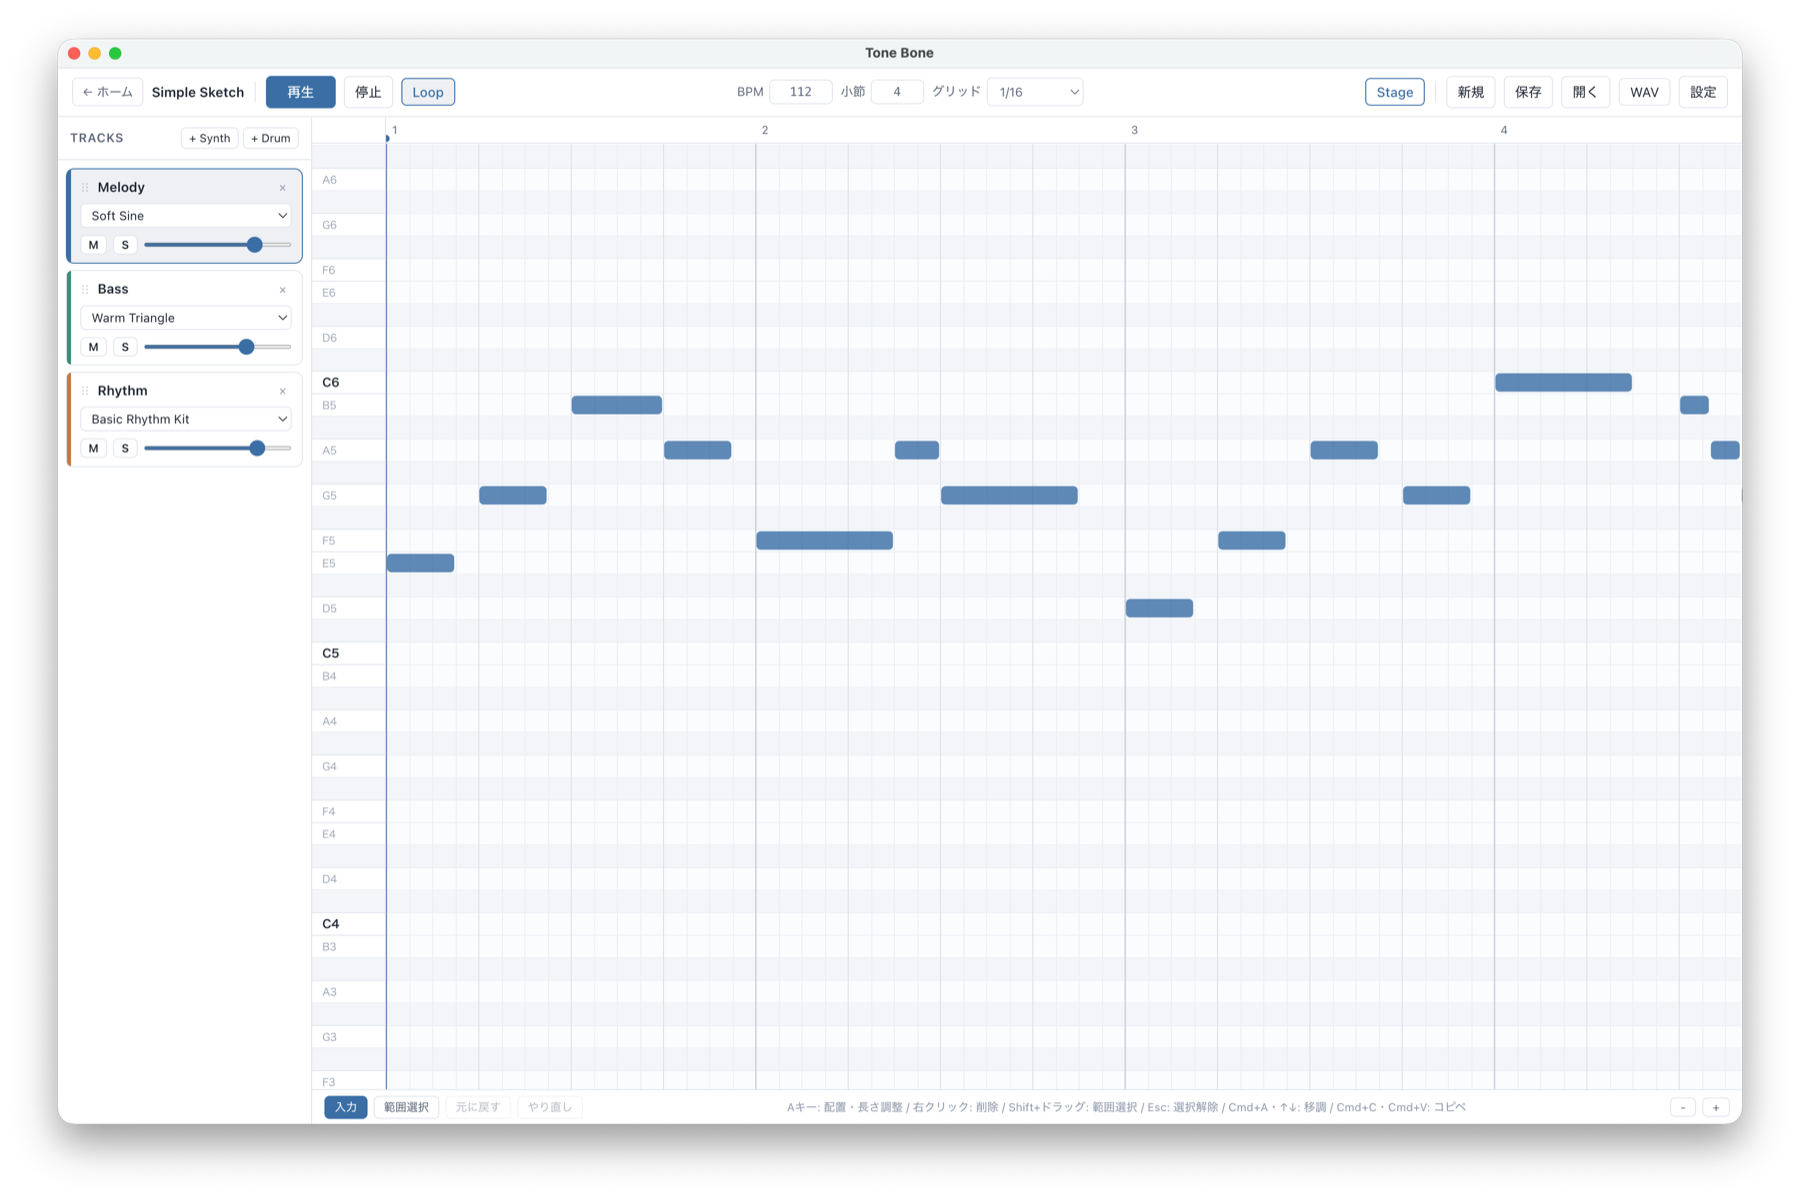 Tone Bone
← ホーム Simple Sketch 再生 停止 Loop BPM 112 小節 4 グリッド 1/16 Stage 新規 保存 開く WAV 設定
TRACKS + Synth + Drum
1 2 3 4
Melody ×
Soft Sine
M S
Bass ×
Warm Triangle
M S
Rhythm ×
Basic Rhythm Kit
M S
A6
G6
F6
E6
D6
C6
B5
A5
G5
F5
E5
D5
C5
B4
A4
G4
F4
E4
D4
C4
B3
A3
G3
F3
入力 範囲選択 元に戻す やり直し Aキー: 配置・長さ調整 / 右クリック: 削除 / Shift+ドラッグ: 範囲選択 / Esc: 選択解除 / Cmd+A・↑↓: 移調 / Cmd+C・Cmd+V: コピペ - +